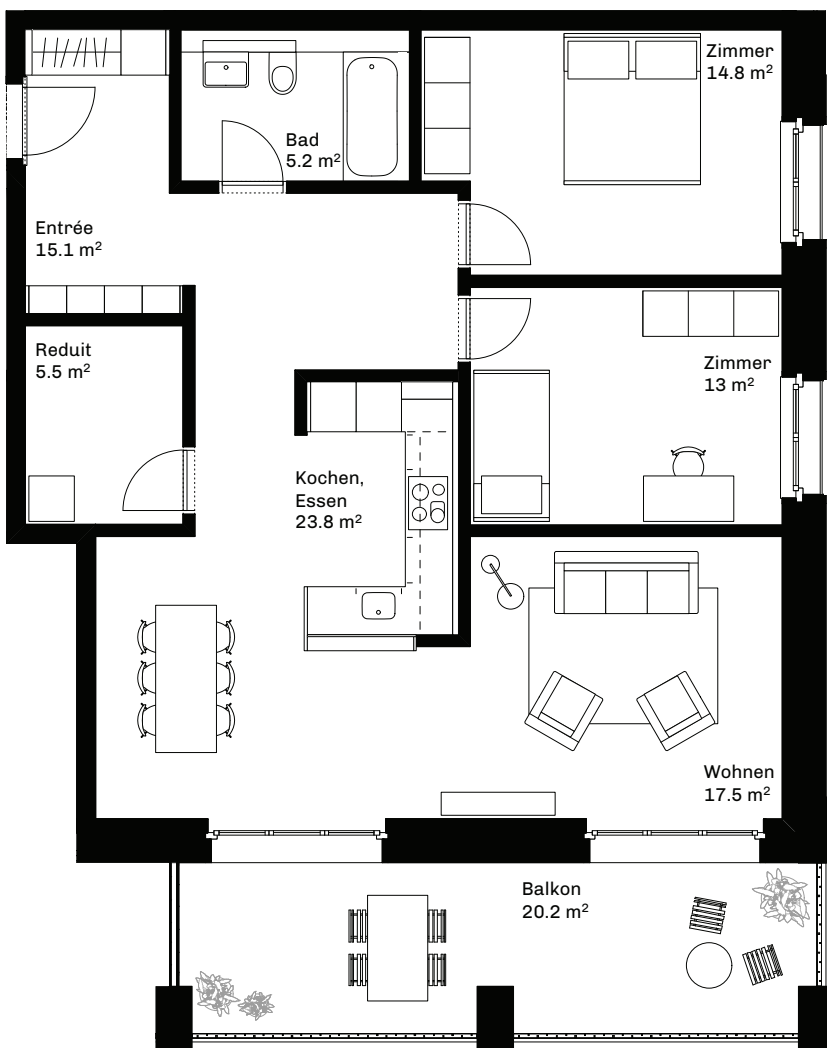 Zimmer
14.8 m²
Bad
5.2 m²
Entrée
15.1 m²
Reduit
5.5 m²
Zimmer
13 m²
Kochen,
Essen
23.8 m²
Wohnen
17.5 m²
Balkon
20.2 m²